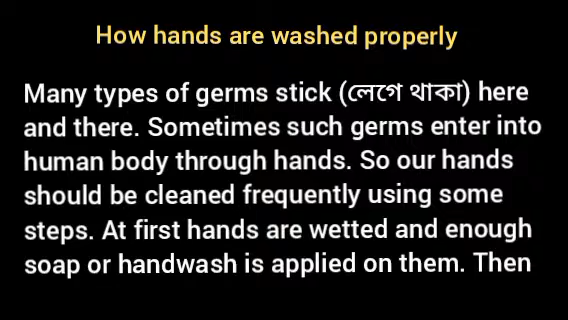 How hands are washed properly
Many types of germs stick (লেগে থাকা) here
and there. Sometimes such germs enter into
human body through hands. So our hands
should be cleaned frequently using some
steps. At first hands are wetted and enough
soap or handwash is applied on them. Then